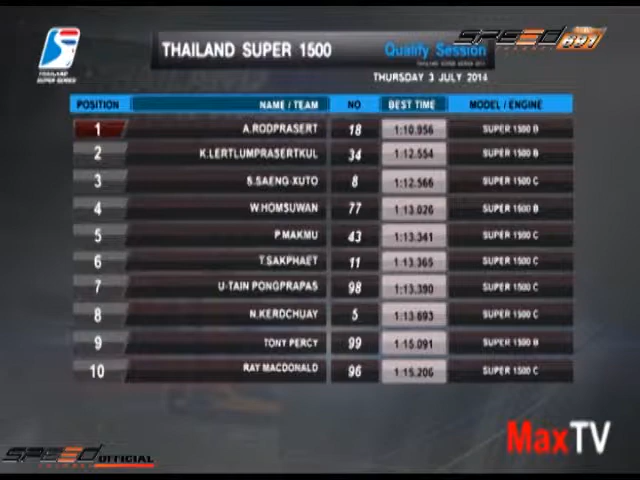 THAILAND SUPER SERIES
THAILAND SUPER 1500
Qualify Session
THURSDAY 3 JULY 2014
POSITION NAME / TEAM NO BEST TIME MODEL / ENGINE
1 A.RODPRASERT 18 1:10.956 SUPER 1500 B
2 K.LERTLUMPRASERTKUL 34 1:12.554 SUPER 1500 B
3 S.SAENG-XUTO 8 1:12.566 SUPER 1500 C
4 W.HOMSUWAN 77 1:13.026 SUPER 1500 B
5 P.MAKMU 43 1:13.341 SUPER 1500 C
6 T.SAKPHAET 11 1:13.365 SUPER 1500 C
7 U-TAIN PONGPRAPAS 98 1:13.390 SUPER 1500 C
8 N.KERDCHUAY 5 1:13.693 SUPER 1500 C
9 TONY PERCY 99 1:15.091 SUPER 1500 B
10 RAY MACDONALD 96 1:15.206 SUPER 1500 C
MaxTV
SPEED OFFICIAL